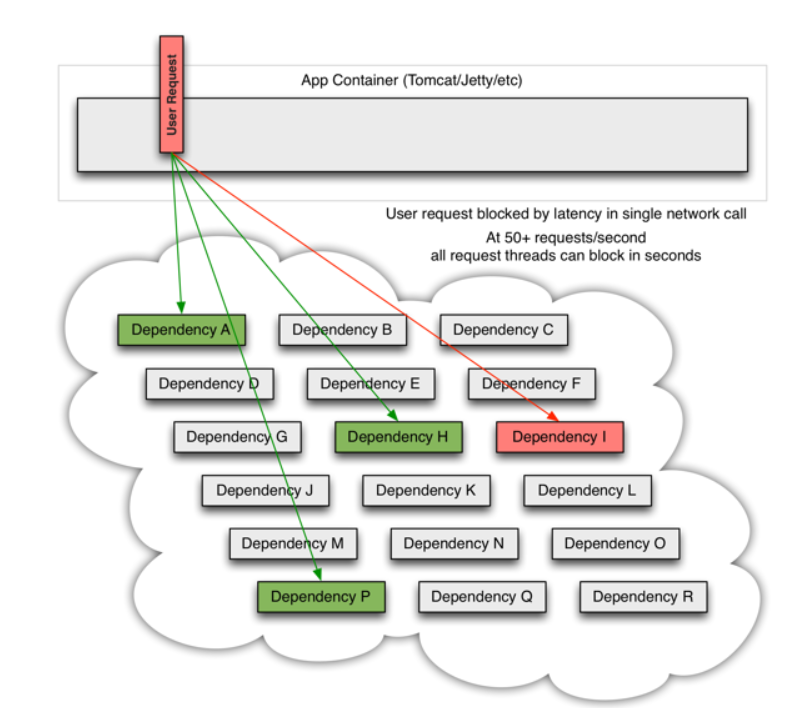 User Request
App Container (Tomcat/Jetty/etc)
User request blocked by latency in single network call
At 50+ requests/second
all request threads can block in seconds
Dependency A
Dependency B
Dependency C
Dependency D
Dependency E
Dependency F
Dependency G
Dependency H
Dependency I
Dependency J
Dependency K
Dependency L
Dependency M
Dependency N
Dependency O
Dependency P
Dependency Q
Dependency R